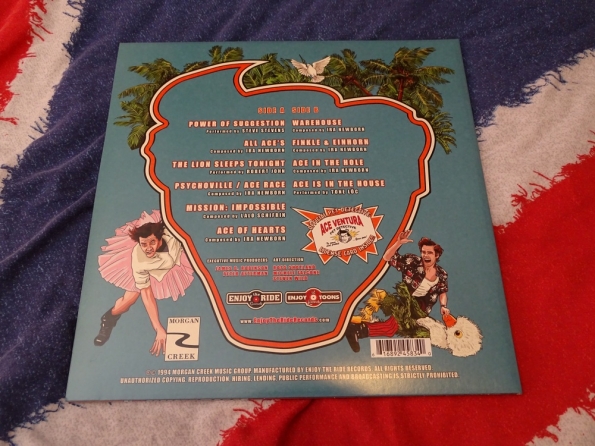 SIDE A SIDE B
POWER OF SUGGESTION
Performed by STEVE STEVENS
ALL ACE'S
Composed by IRA NEWBORN
THE LION SLEEPS TONIGHT
Performed by ROBERT JOHN
PSYCHOVILLE / ACE RACE
Composed by IRA NEWBORN
MISSION: IMPOSSIBLE
Composed by LALO SCHIFRIN
ACE OF HEARTS
Composed by IRA NEWBORN
WAREHOUSE
Composed by IRA NEWBORN
FINKLE & EINHORN
Composed by IRA NEWBORN
ACE IN THE HOLE
Composed by IRA NEWBORN
ACE IS IN THE HOUSE
Performed by TONE LOC
ACE VENTURA
PET DETECTIVE
EXECUTIVE MUSIC PRODUCERS
ART DIRECTION
ENJOY RIDE
ENJOY TOONS
www.EnjoyTheRideRecords.com
MORGAN
CREEK
1994 MORGAN CREEK MUSIC GROUP. MANUFACTURED BY ENJOY THE RIDE RECORDS. ALL RIGHTS RESERVED.
UNAUTHORIZED COPYING, REPRODUCTION, HIRING, LENDING, PUBLIC PERFORMANCE AND BROADCASTING IS STRICTLY PROHIBITED